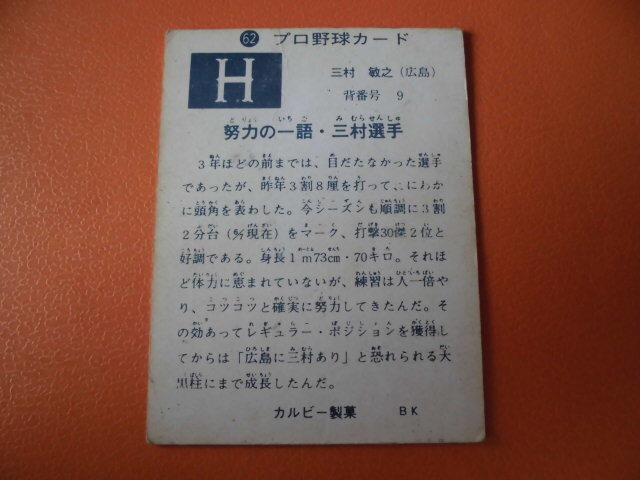 62 プロ野球カード
H
三村 敏之(広島)
背番号 9
努力の一語・三村選手
3年ほどの前までは、目だたなかった選手
であったが、昨年3割8厘を打って、にわか
に頭角を表わした。今シーズンも順調に3割
2分台(現在)をマーク、打撃30傑2位と
好調である。身長1m73cm・70キロ。それほ
ど体力に恵まれていないが、練習は人一倍や
り、コツコツと確実に努力してきたんだ。そ
の効あってレギュラー・ポジションを獲得し
てからは「広島に三村あり」と恐れられる大
黒柱にまで成長したんだ。
カルビー製菓 BK